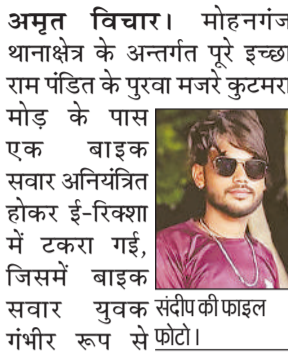 अमृत विचार। मोहनगंज
थानाक्षेत्र के अन्तर्गत पूरे इच्छा
राम पंडित के पुरवा मजरे कुटमरा
मोड़ के पास
एक बाइक
सवार अनियंत्रित
होकर ई-रिक्शा
में टकरा गई,
जिसमें बाइक
सवार युवक
गंभीर रूप से
संदीप की फाइल
फोटो।